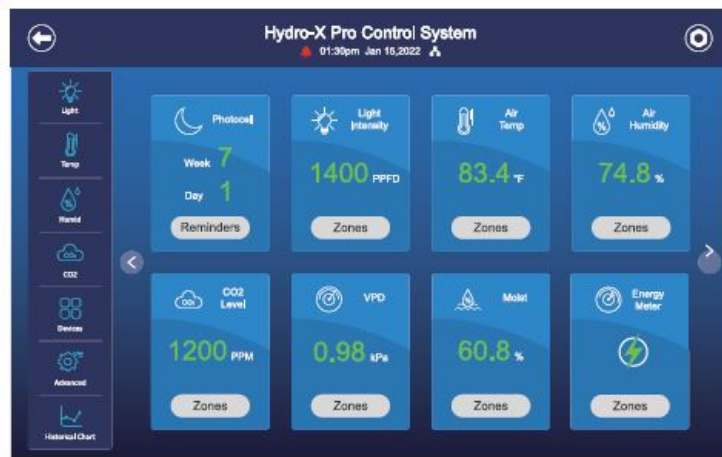 Hydro-X Pro Control System
01:30pm Jan 15,2022
Light
Temp
Humid
CO2
Devices
Advanced
Historical Chart
Photocell
Week 7
Day 1
Reminders
Light
Intensity
1400 PPFD
Zones
Air
Temp
83.4 °F
Zones
Air
Humidity
74.8 %
Zones
CO2
Level
1200 PPM
Zones
VPD
0.98 kPa
Zones
Moist
60.8 %
Zones
Energy
Meter
Zones